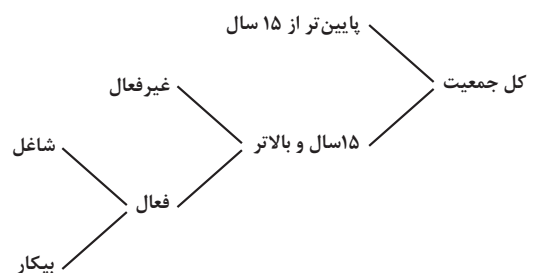 پایین‌تر از ۱۵ سال
کل جمعیت
غیرفعال
۱۵سال و بالاتر
شاغل
فعال
بیکار